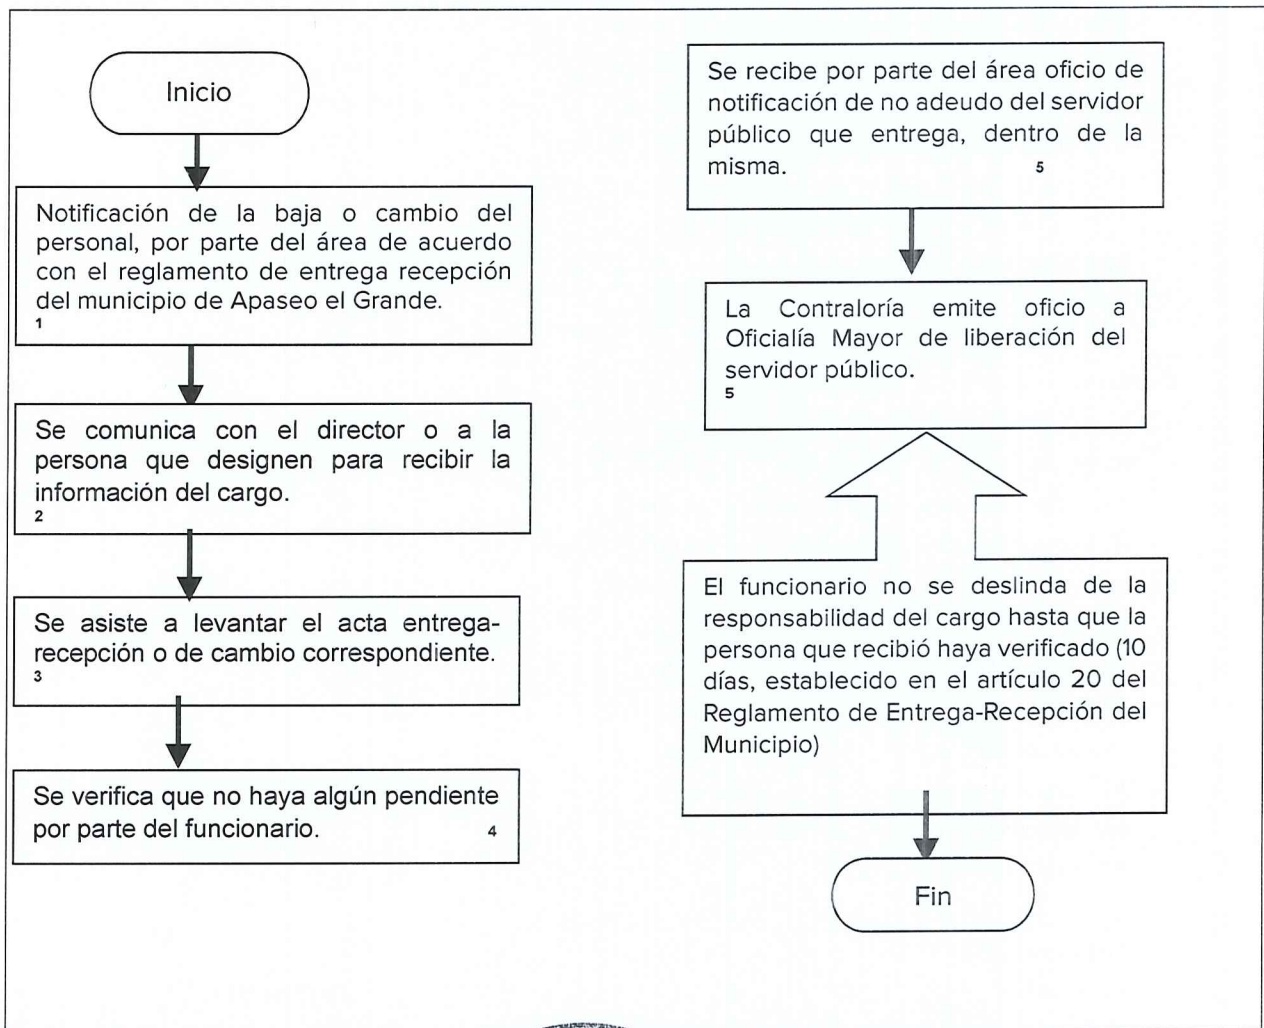 Inicio
Notificación de la baja o cambio del
personal, por parte del área de acuerdo
con el reglamento de entrega recepción
del municipio de Apaseo el Grande.
1
Se comunica con el director o a la
persona que designen para recibir la
información del cargo.
2
Se asiste a levantar el acta entrega-
recepción o de cambio correspondiente.
3
Se verifica que no haya algún pendiente
por parte del funcionario. 4
Se recibe por parte del área oficio de
notificación de no adeudo del servidor
público que entrega, dentro de la
misma. 5
La Contraloría emite oficio a
Oficialía Mayor de liberación del
servidor público.
5
El funcionario no se deslinda de la
responsabilidad del cargo hasta que la
persona que recibió haya verificado (10
días, establecido en el artículo 20 del
Reglamento de Entrega-Recepción del
Municipio)
Fin